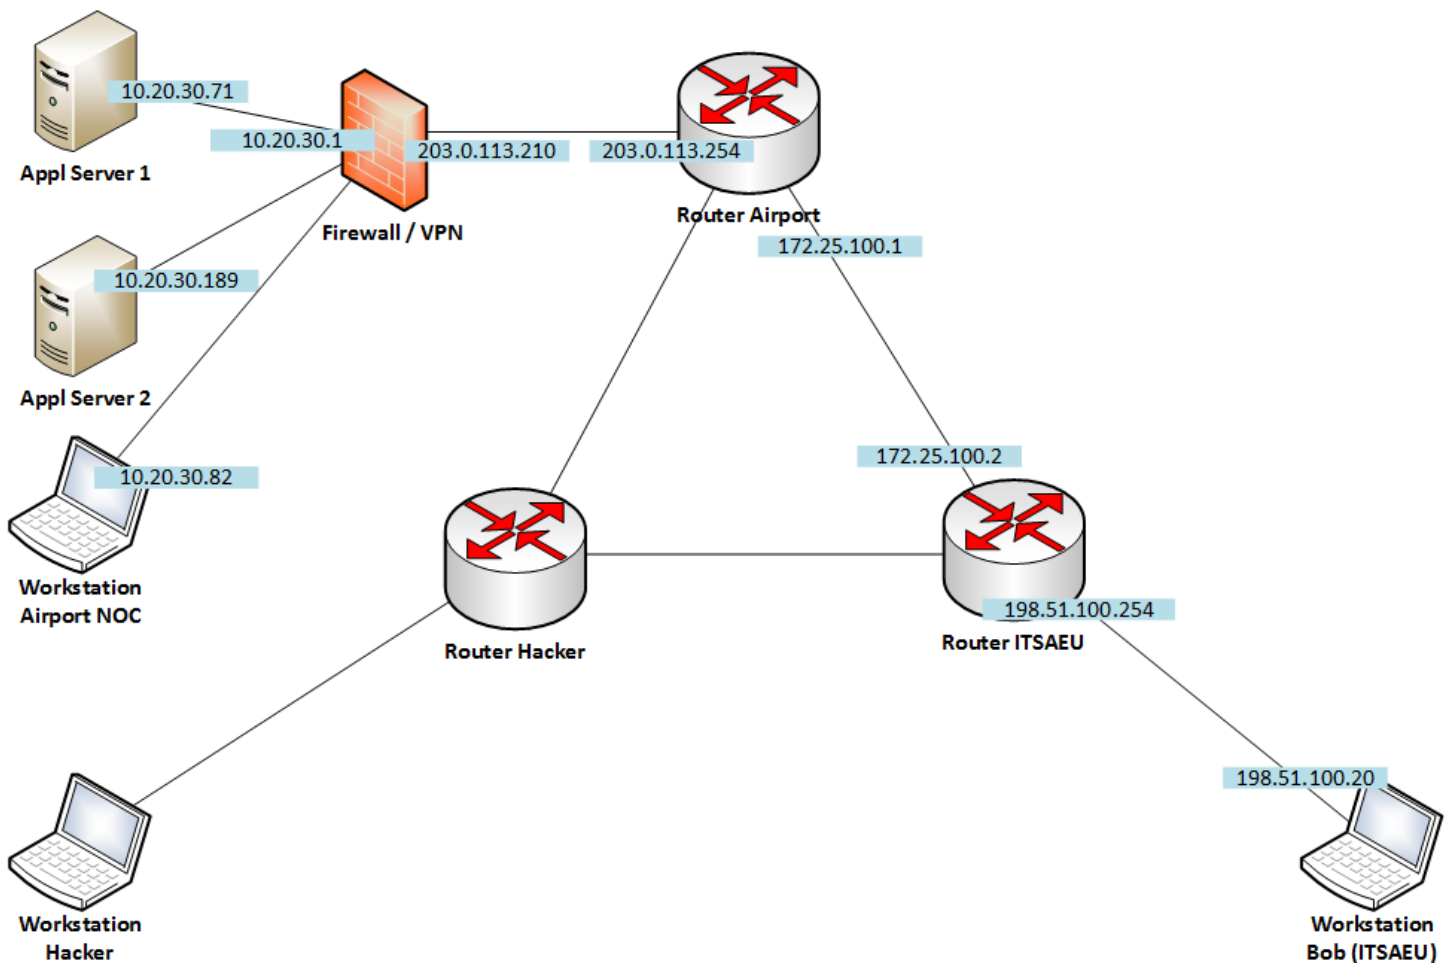 10.20.30.71
Appl Server 1
10.20.30.1
203.0.113.210
203.0.113.254
Firewall / VPN
Router Airport
172.25.100.1
10.20.30.189
Appl Server 2
10.20.30.82
Workstation
Airport NOC
172.25.100.2
Router Hacker
198.51.100.254
Router ITSAEU
198.51.100.20
Workstation
Hacker
Workstation
Bob (ITSAEU)